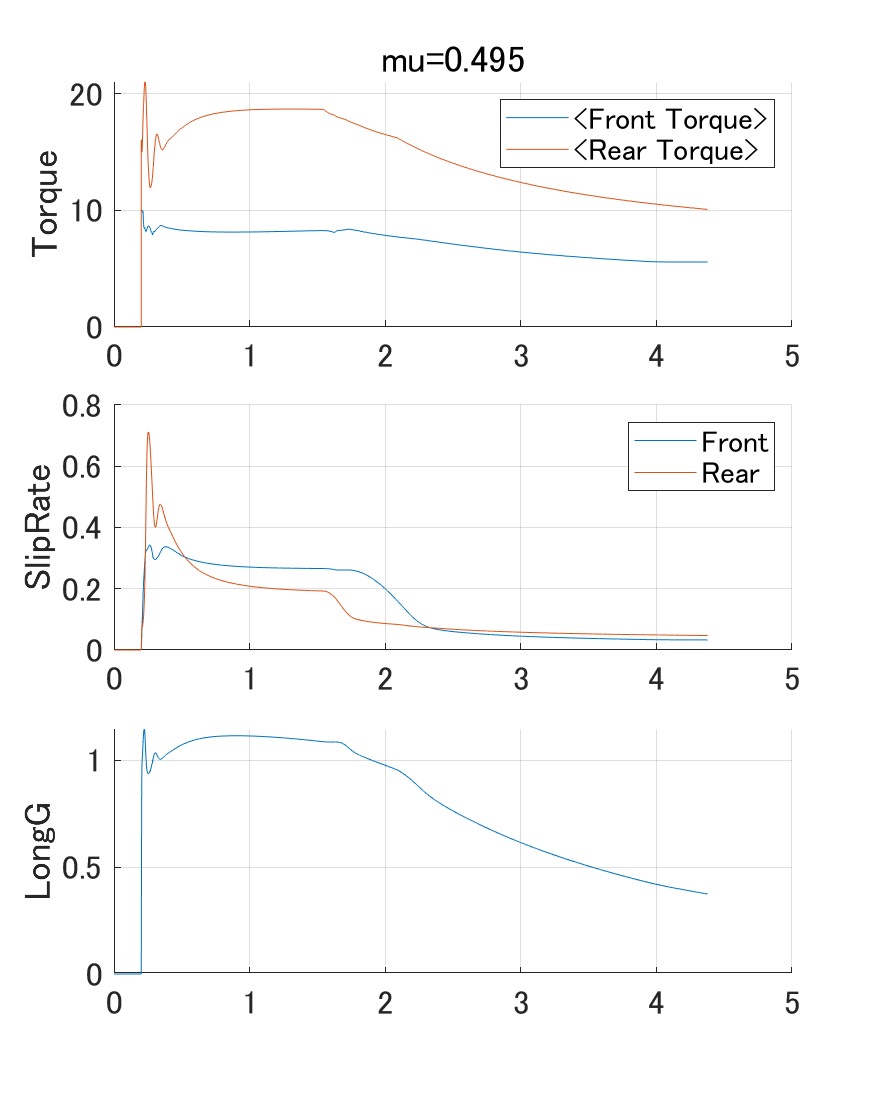 mu=0.495
Torque
20
10
0
<Front Torque>
<Rear Torque>
0 1 2 3 4 5
SlipRate
0.8
0.6
0.4
0.2
0
Front
Rear
0 1 2 3 4 5
LongG
1
0.5
0
0 1 2 3 4 5